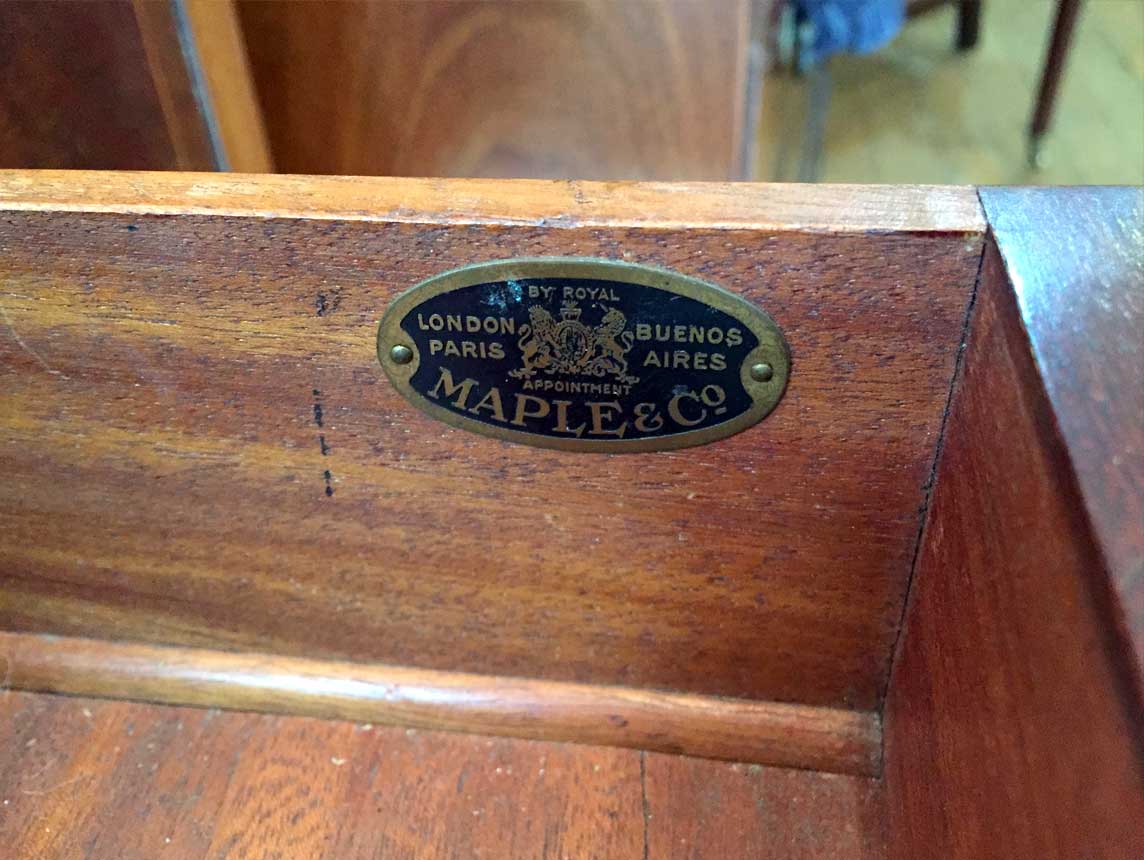 BY ROYAL
LONDON
PARIS
BUENOS
AIRES
APPOINTMENT
MAPLE & Cº